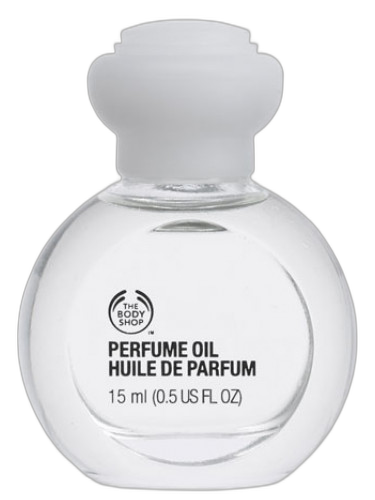 THE
BODY
SHOP
™
PERFUME OIL
HUILE DE PARFUM
15 ml (0.5 US FL OZ)